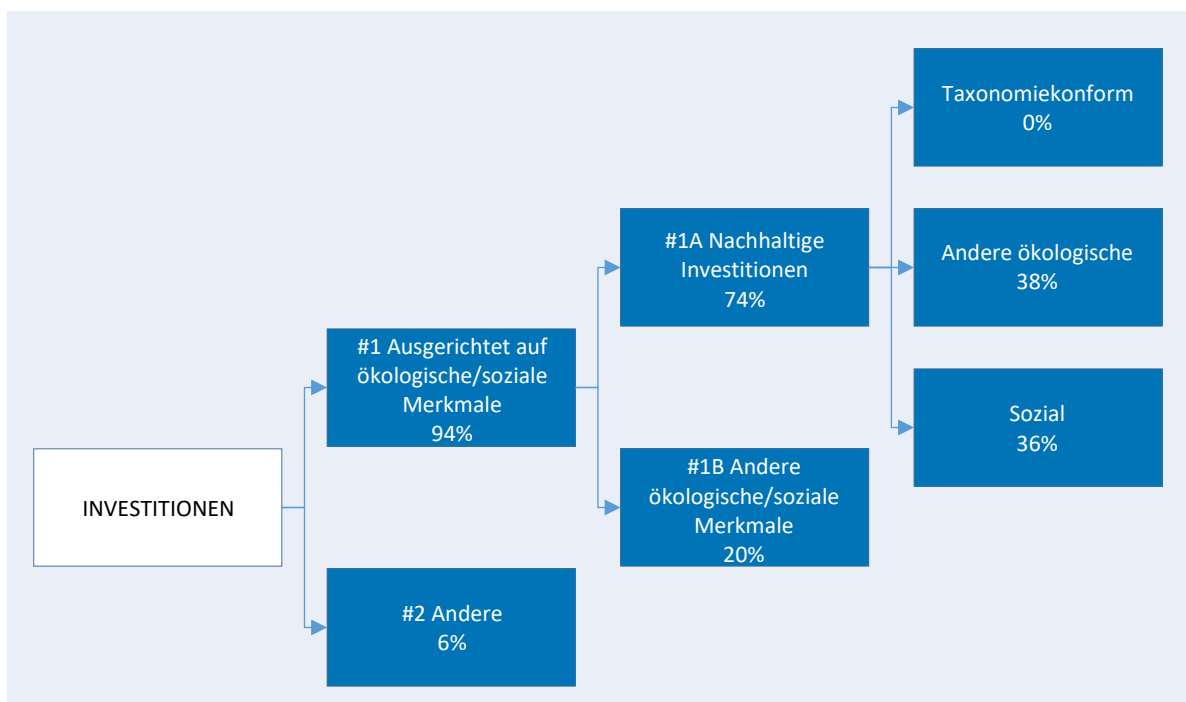 INVESTITIONEN
#1 Ausgerichtet auf
ökologische/soziale
Merkmale
94%
#2 Andere
6%
#1A Nachhaltige
Investitionen
74%
#1B Andere
ökologische/soziale
Merkmale
20%
Taxonomiekonform
0%
Andere ökologische
38%
Sozial
36%